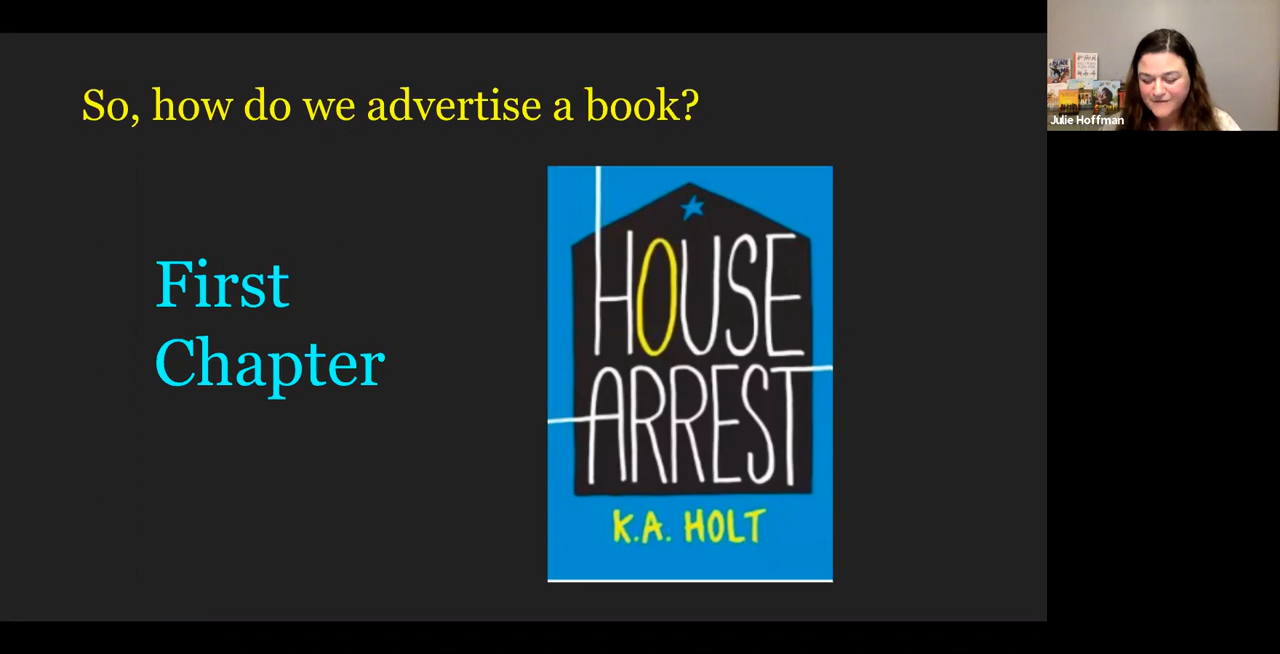 So, how do we advertise a book?
First
Chapter
HOUSE
ARREST
K.A. HOLT
Julie Hoffman